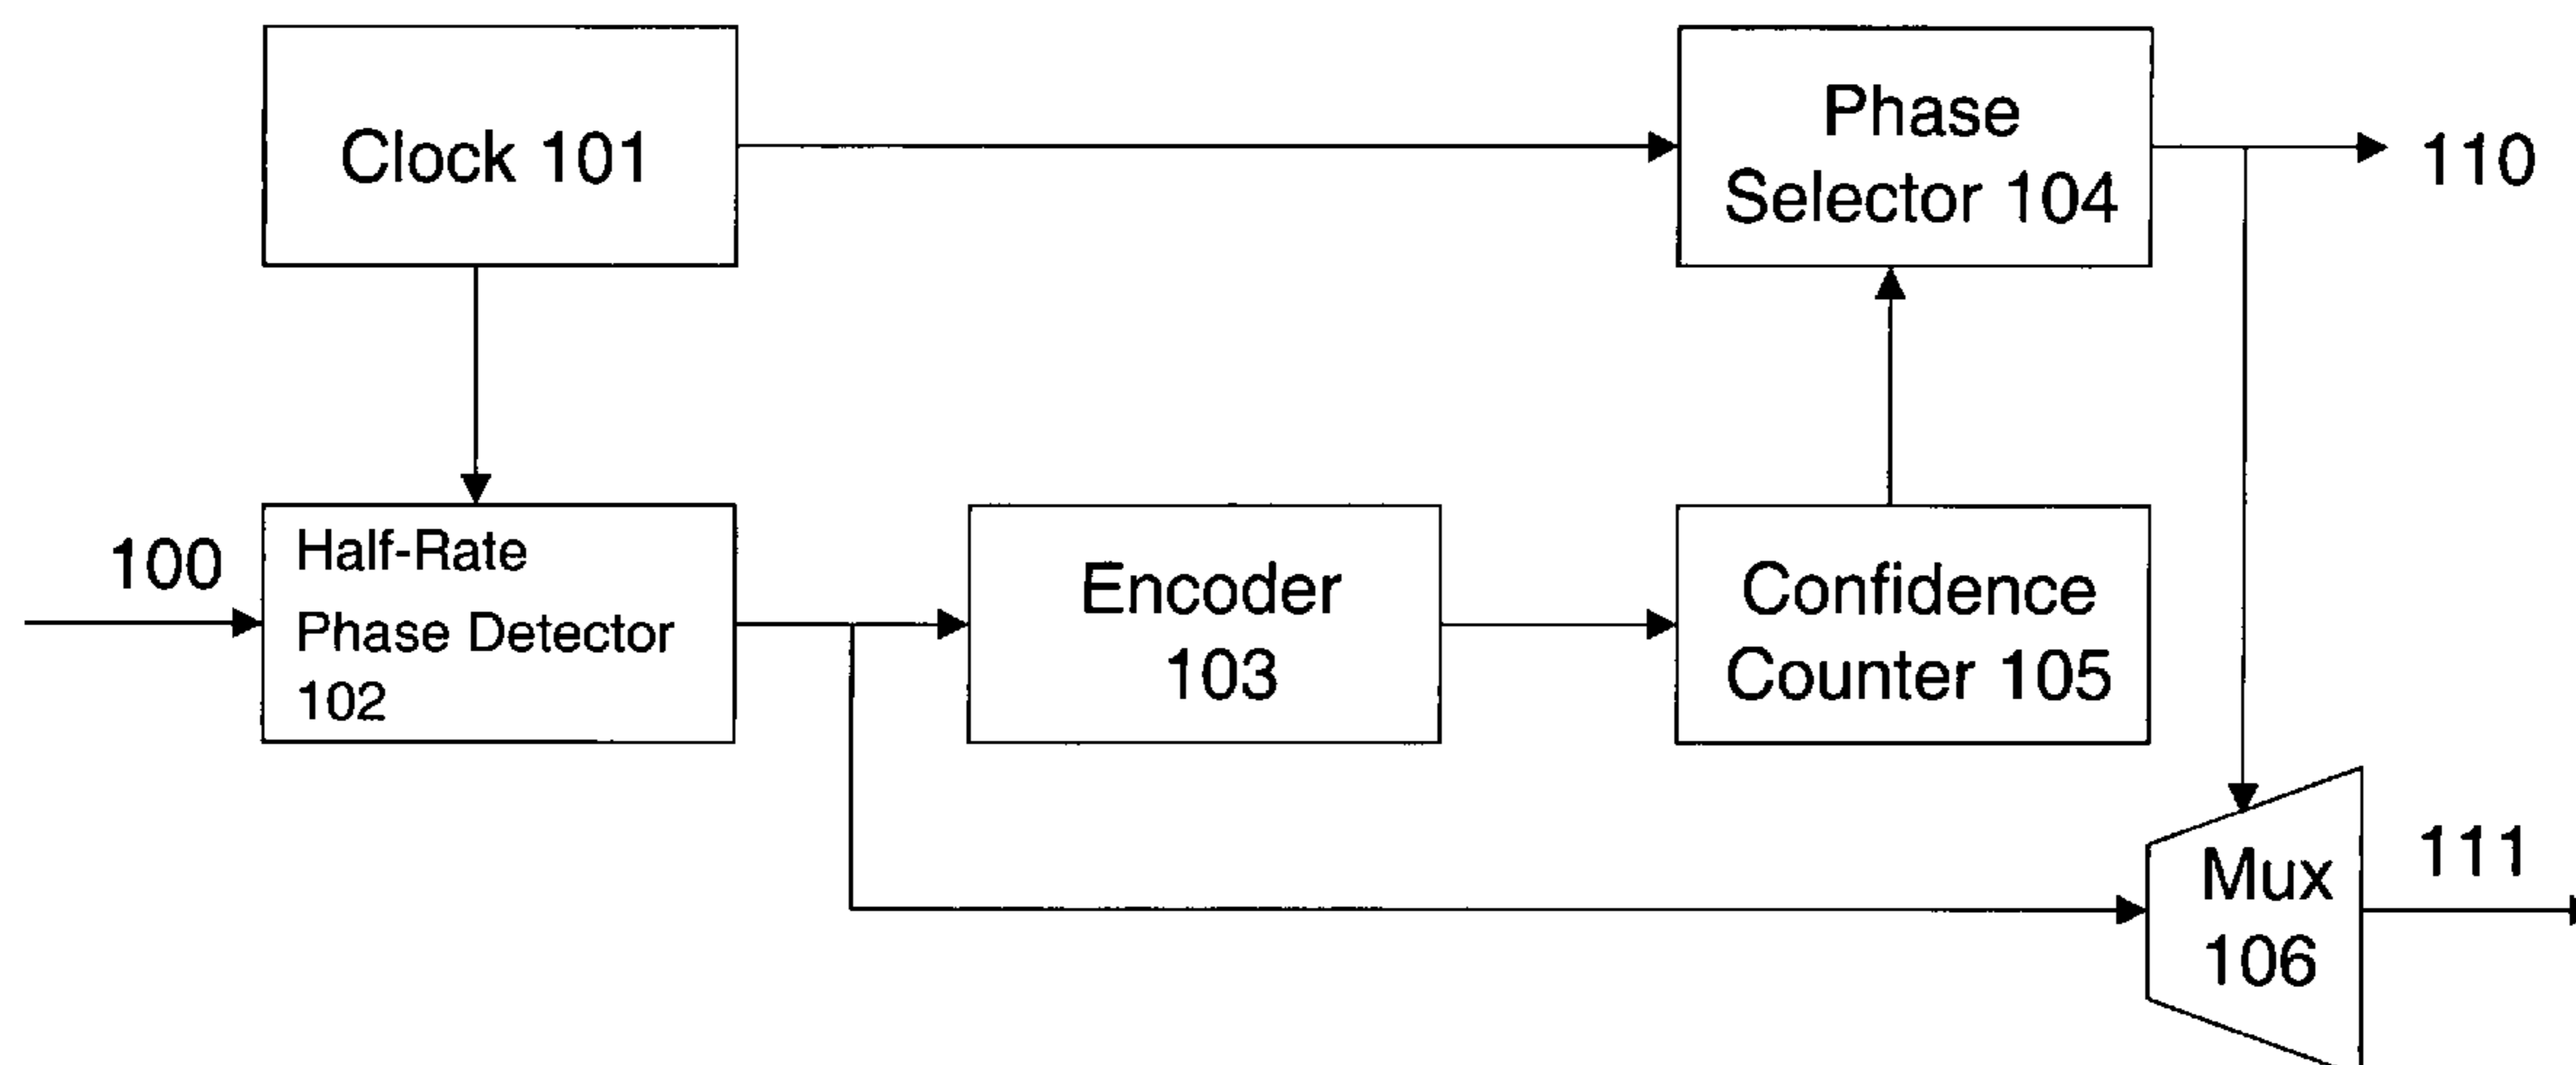 Clock 101
Phase
Selector 104
110
100
Half-Rate
Phase Detector
102
Encoder
103
Confidence
Counter 105
Mux
106
111